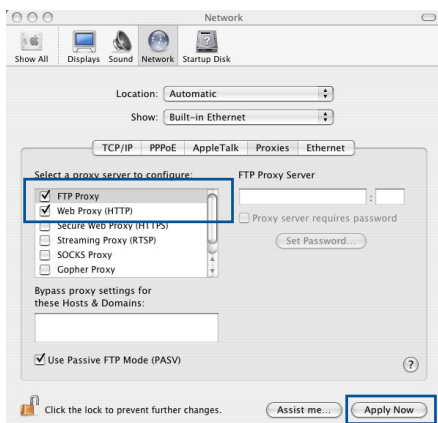 Network
Show All Displays Sound Network Startup Disk
Location: Automatic
Show: Built-in Ethernet
TCP/IP PPPoE AppleTalk Proxies Ethernet
Select a proxy server to configure: FTP Proxy Server
FTP Proxy :
Web Proxy (HTTP) Proxy server requires password
Secure Web Proxy (HTTPS)
Streaming Proxy (RTSP) Set Password...
SOCKS Proxy
Gopher Proxy
Bypass proxy settings for
these Hosts & Domains:
Use Passive FTP Mode (PASV) ?
Click the lock to prevent further changes. Assist me... Apply Now